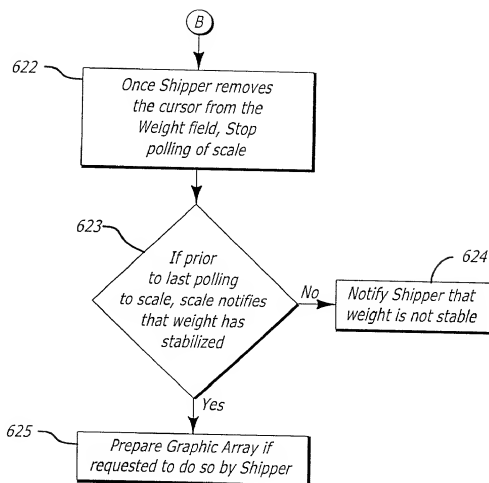 B
622
Once Shipper removes
the cursor from the
Weight field, Stop
polling of scale
623
If prior
to last polling
to scale, scale notifies
that weight has
stabilized
No
624
Notify Shipper that
weight is not stable
Yes
625
Prepare Graphic Array if
requested to do so by Shipper